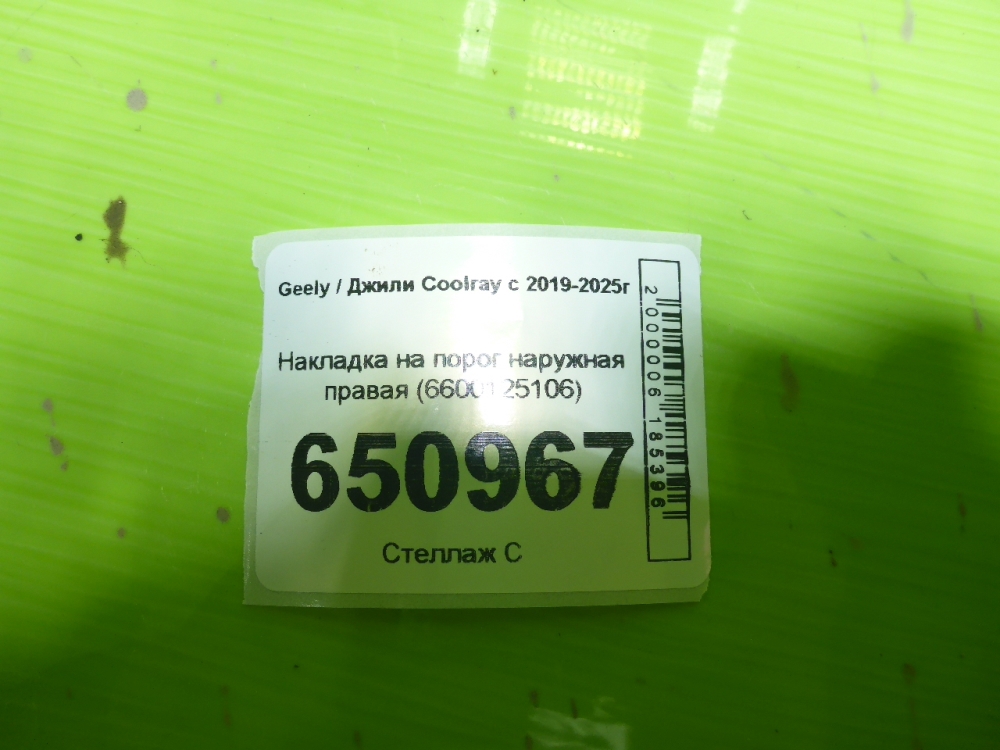 Geely / Джили Coolray с 2019-2025г
Накладка на порог наружная
правая (6600125106)
650967
Стеллаж С
2000006185396